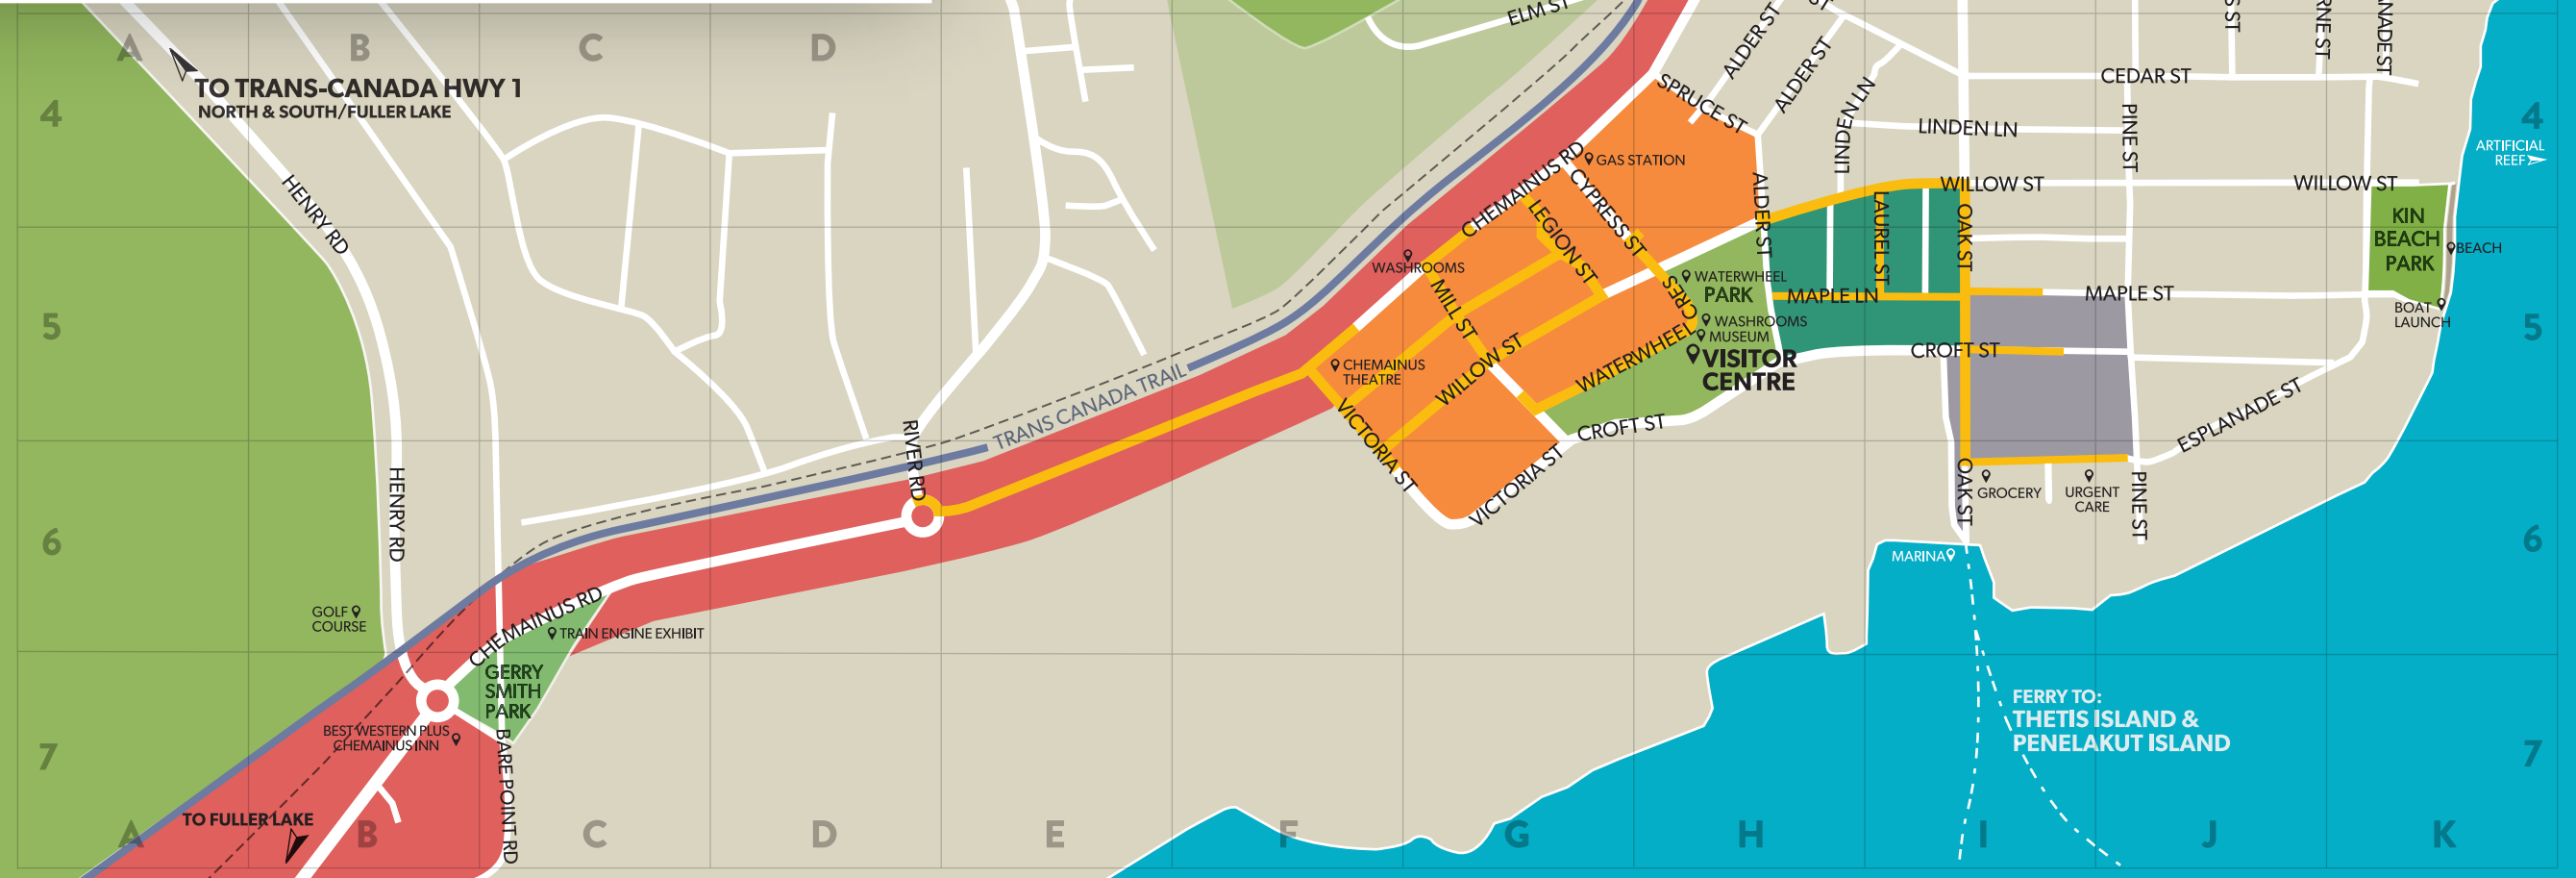 ELM ST
ALDER ST
ST
S ST
RNE ST
NADEST
A
B
C
D
TO TRANS-CANADA HWY 1
NORTH & SOUTH/FULLER LAKE
4
4
ARTIFICIAL
REEF
SPRUCE ST
ALDER ST
LINDEN LN
CEDAR ST
LINDEN LN
PINE ST
GAS STATION
HENRY RD
CHEMAINUS RD
CYPRESS ST
LEGION ST
ALDER ST
LAUREL ST
WILLOW ST
WILLOW ST
OAK ST
KIN
BEACH
PARK
BEACH
WASHROOMS
WATERWHEEL
PARK
CRES
MAPLE LN
MAPLE ST
MILL ST
BOAT
LAUNCH
5
5
WASHROOMS
MUSEUM
VISITOR
CENTRE
WATERWHEEL
WILLOW ST
CROFT ST
CHEMAINUS
THEATRE
TRANS CANADA TRAIL
VICTORIA ST
CROFT ST
ESPLANADE ST
RIVER RD
VICTORIA ST
HENRY RD
OAK ST
GROCERY
URGENT
CARE
PINE ST
6
6
MARINA
GOLF
COURSE
CHEMAINUS RD
TRAIN ENGINE EXHIBIT
GERRY
SMITH
PARK
BEST WESTERN PLUS
CHEMAINUS INN
BARE POINT RD
FERRY TO:
THETIS ISLAND &
PENELAKUT ISLAND
7
7
TO FULLER LAKE
A
B
C
D
E
F
G
H
I
J
K